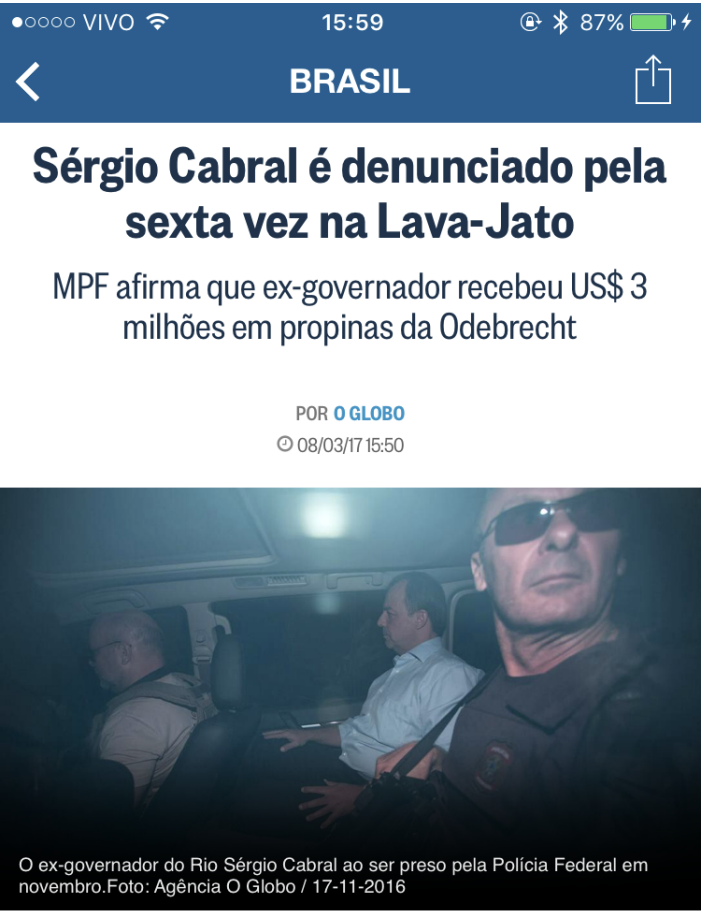 VIVO 15:59 87%
BRASIL
Sérgio Cabral é denunciado pela
sexta vez na Lava-Jato
MPF afirma que ex-governador recebeu US$ 3
milhões em propinas da Odebrecht
POR O GLOBO
08/03/17 15:50
O ex-governador do Rio Sérgio Cabral ao ser preso pela Polícia Federal em
novembro.Foto: Agência O Globo / 17-11-2016